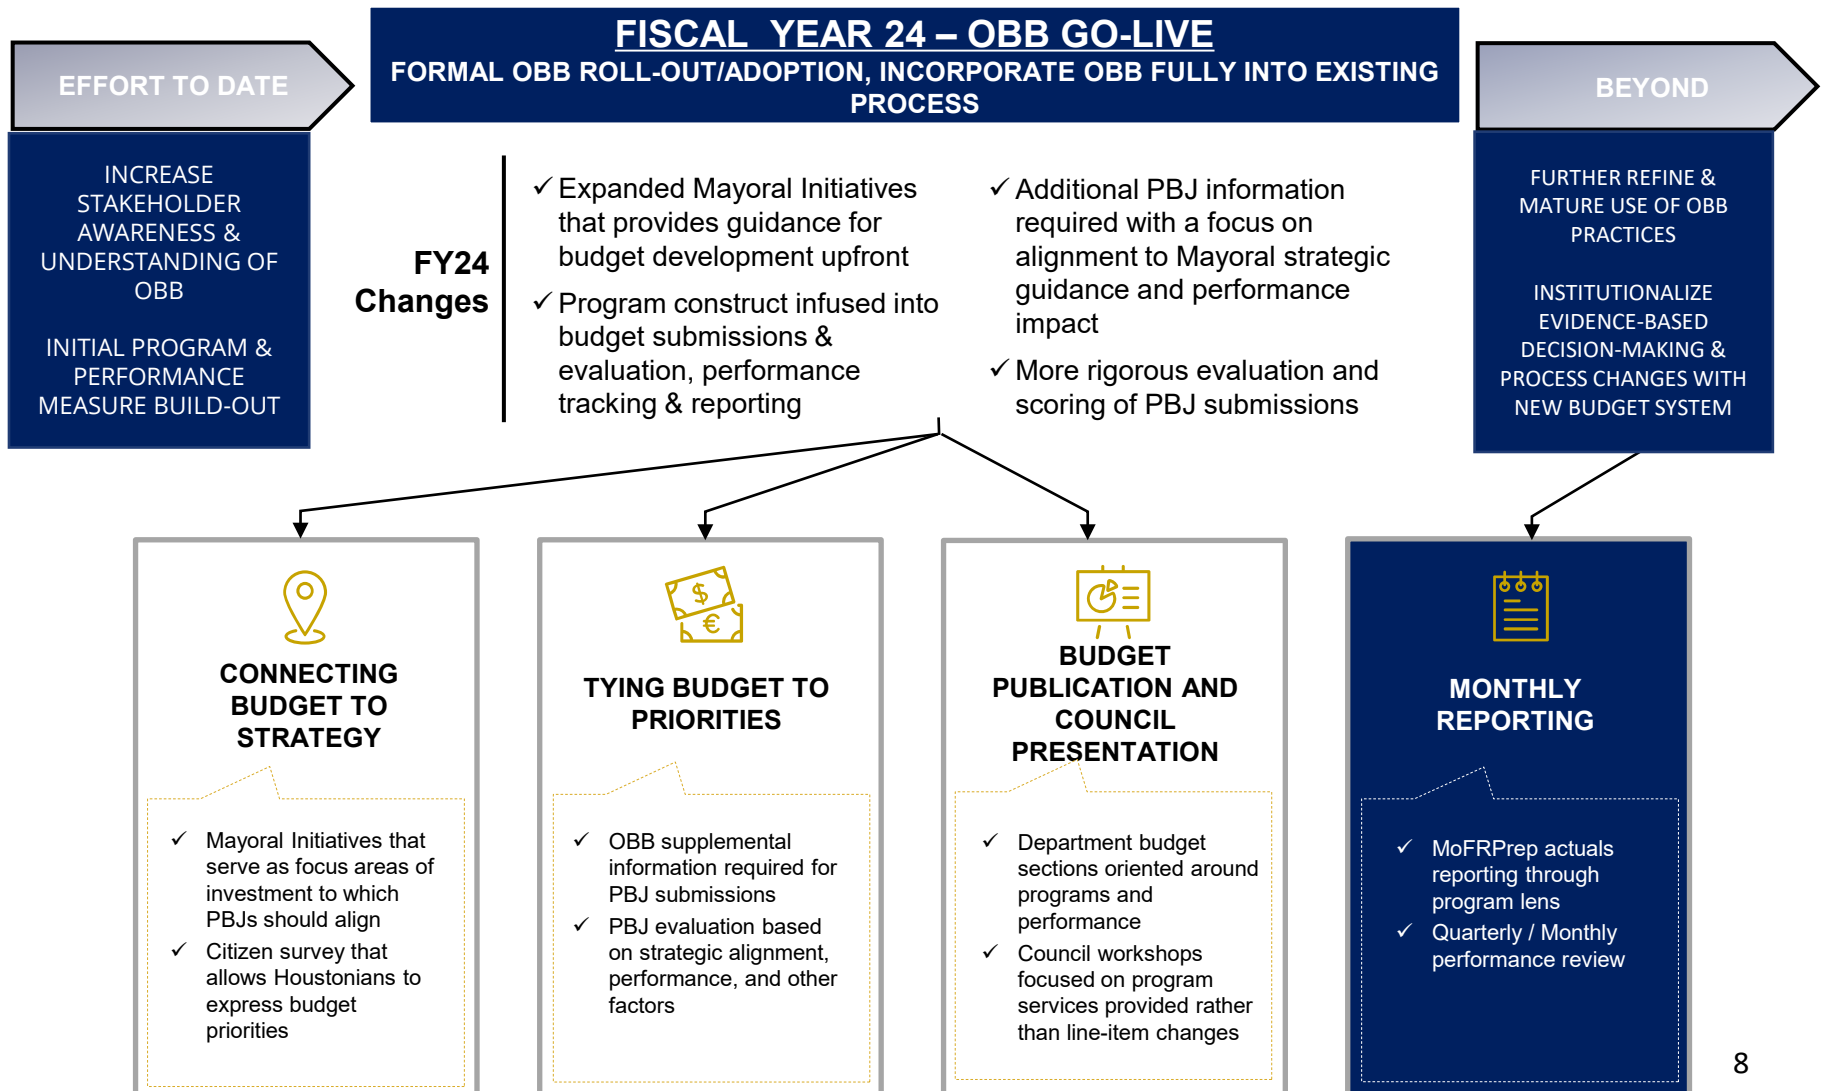 FISCAL YEAR 24 – OBB GO-LIVE
FORMAL OBB ROLL-OUT/ADOPTION, INCORPORATE OBB FULLY INTO EXISTING
PROCESS
EFFORT TO DATE
INCREASE
STAKEHOLDER
AWARENESS &
UNDERSTANDING OF
OBB
INITIAL PROGRAM &
PERFORMANCE
MEASURE BUILD-OUT
FY24
Changes
✓ Expanded Mayoral Initiatives
that provides guidance for
budget development upfront
✓ Program construct infused into
budget submissions &
evaluation, performance
tracking & reporting
✓ Additional PBJ information
required with a focus on
alignment to Mayoral strategic
guidance and performance
impact
✓ More rigorous evaluation and
scoring of PBJ submissions
BEYOND
FURTHER REFINE &
MATURE USE OF OBB
PRACTICES
INSTITUTIONALIZE
EVIDENCE-BASED
DECISION-MAKING &
PROCESS CHANGES WITH
NEW BUDGET SYSTEM
CONNECTING
BUDGET TO
STRATEGY
✓ Mayoral Initiatives that
serve as focus areas of
investment to which
PBJs should align
✓ Citizen survey that
allows Houstonians to
express budget
priorities
$
€
TYING BUDGET TO
PRIORITIES
✓ OBB supplemental
information required for
PBJ submissions
✓ PBJ evaluation based
on strategic alignment,
performance, and other
factors
BUDGET
PUBLICATION AND
COUNCIL
PRESENTATION
✓ Department budget
sections oriented around
programs and
performance
✓ Council workshops
focused on program
services provided rather
than line-item changes
MONTHLY
REPORTING
✓ MoFRPrep actuals
reporting through
program lens
✓ Quarterly / Monthly
performance review
8